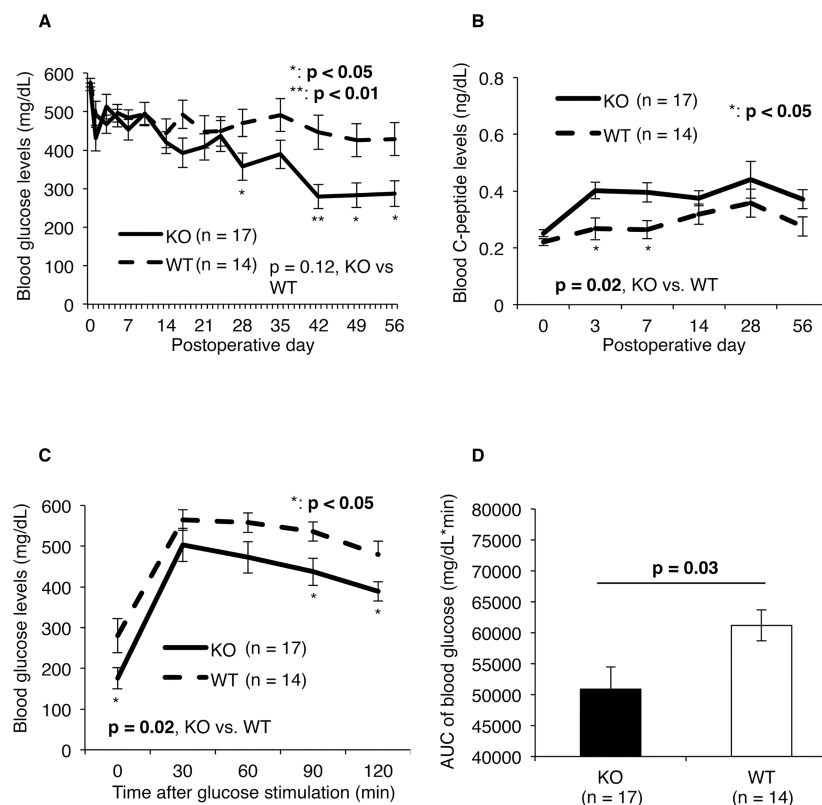 A
Blood glucose levels (mg/dL)
600
500
400
300
200
100
0
*: p < 0.05
**: p < 0.01
*
**
*
*
KO (n = 17)
WT (n = 14)
p = 0.12, KO vs
WT
0 7 14 21 28 35 42 49 56
Postoperative day
B
Blood C-peptide levels (ng/dL)
0.8
0.6
0.4
0.2
0.0
KO (n = 17)
WT (n = 14)
*: p < 0.05
*
*
p = 0.02, KO vs. WT
0 3 7 14 28 56
Postoperative day
C
Blood glucose levels (mg/dL)
600
500
400
300
200
100
0
*: p < 0.05
KO (n = 17)
WT (n = 14)
*
*
*
p = 0.02, KO vs. WT
0 30 60 90 120
Time after glucose stimulation (min)
D
AUC of blood glucose (mg/dL*min)
80000
75000
70000
65000
60000
55000
50000
45000
40000
p = 0.03
KO WT
(n = 17) (n = 14)